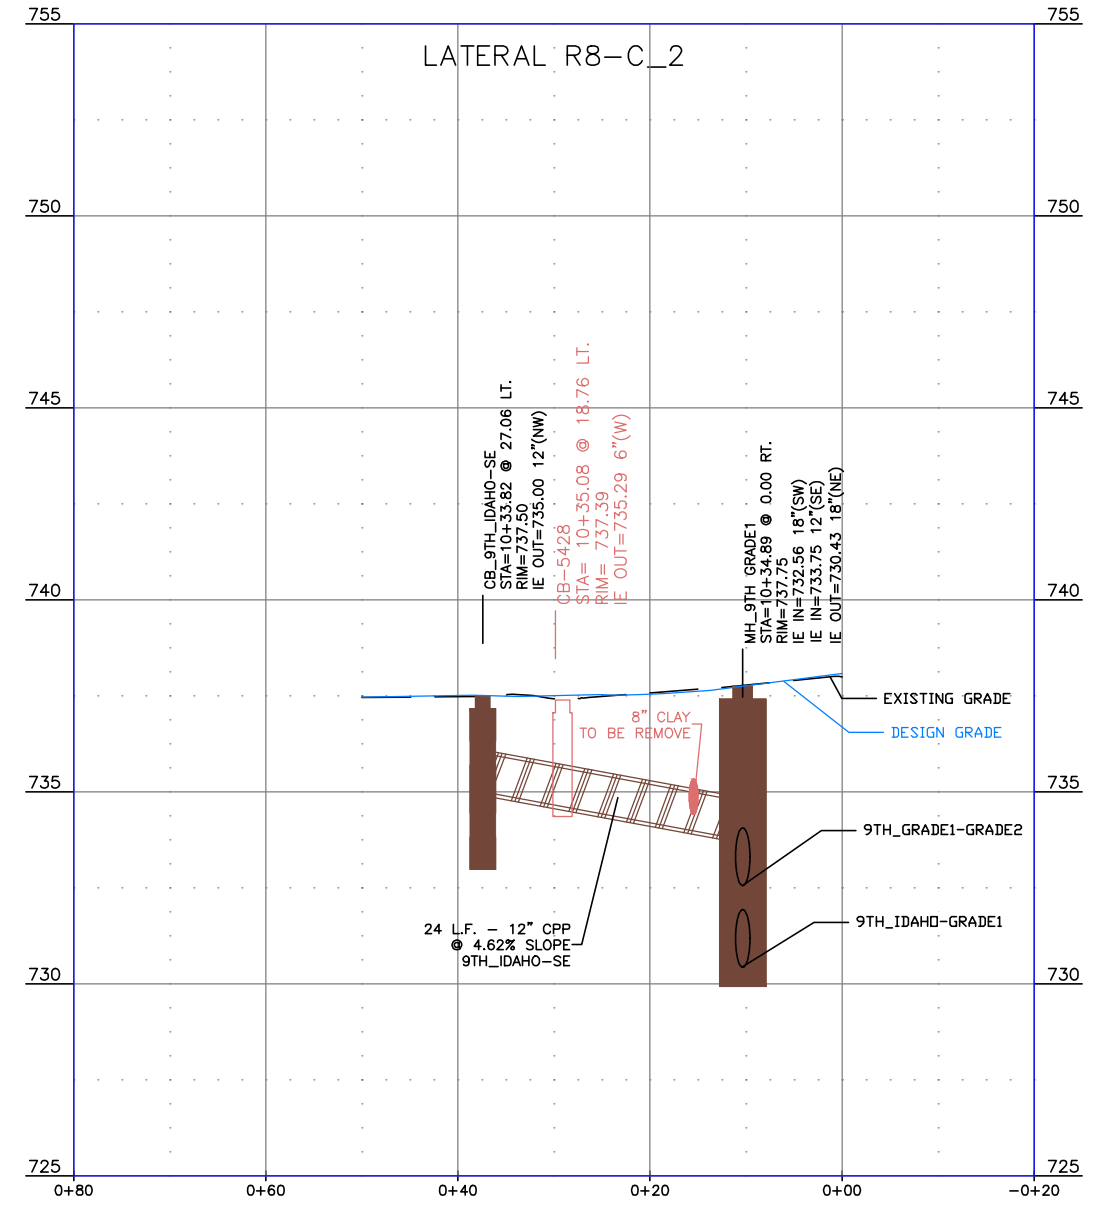 LATERAL R8-C_2
755
755
750
750
745
745
740
740
735
735
730
730
725
725
CB_9TH_IDAHO-SE
STA=10+33.82 @ 27.06 LT.
RIM=737.50
IE OUT=735.00 12"(NW)
CB-5428
STA= 10+35.08 @ 18.76 LT.
RIM= 737.39
IE OUT=735.29 6"(W)
MH_9TH GRADE1
STA=10+34.89 @ 0.00 RT.
RIM=737.75
IE IN=732.56 18"(SW)
IE IN=733.75 12"(SE)
IE OUT=730.43 18"(NE)
EXISTING GRADE
DESIGN GRADE
8" CLAY
TO BE REMOVE
9TH_GRADE1-GRADE2
9TH_IDAHO-GRADE1
24 L.F. - 12" CPP
@ 4.62% SLOPE
9TH_IDAHO-SE
0+80
0+60
0+40
0+20
0+00
-0+20